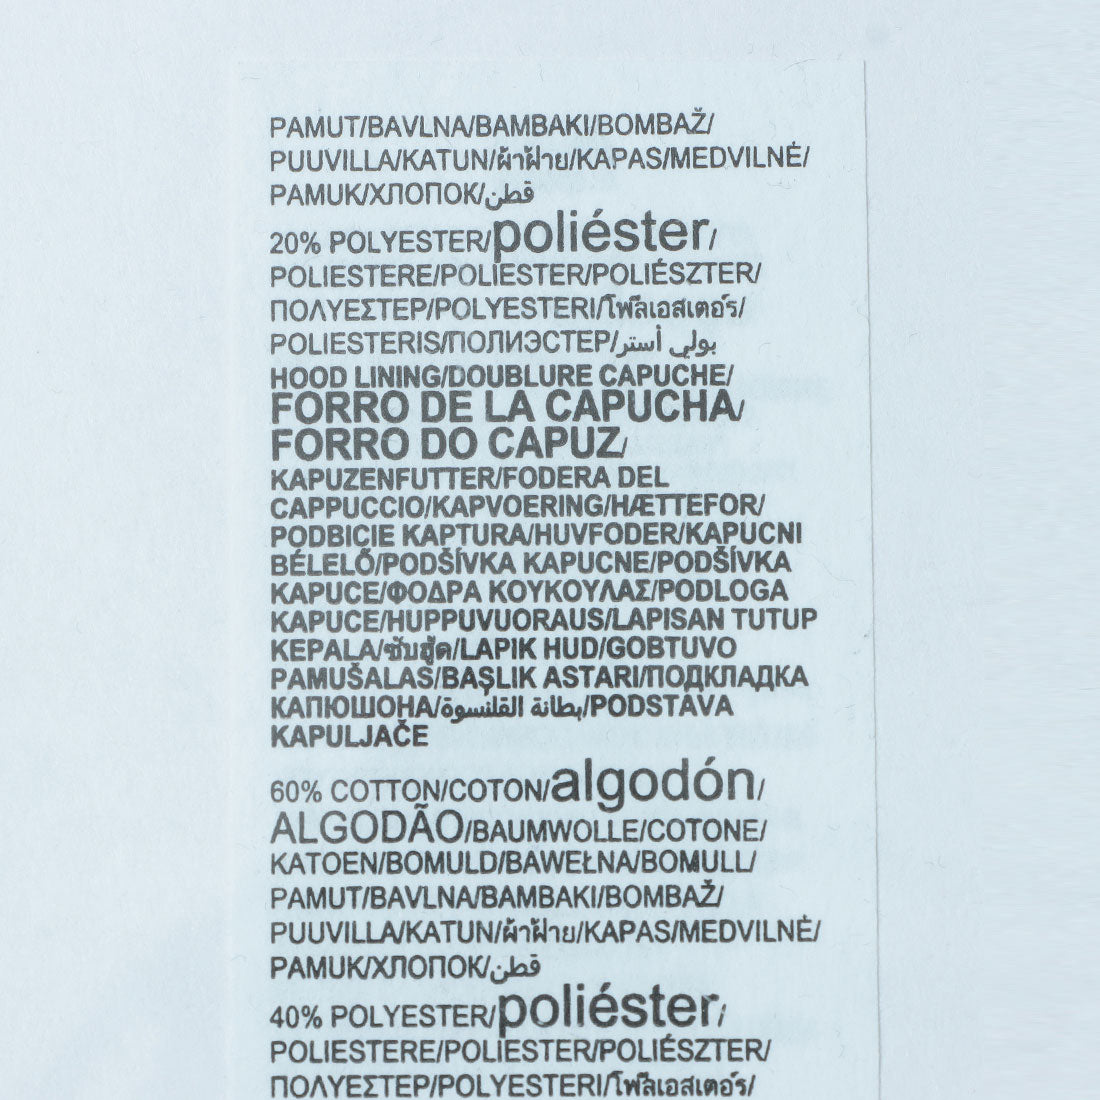 PAMUT/BAVLNA/BAMBAKI/BOMBAŽ/
PUUVILLA/KATUN/ผ้าฝ้าย/KAPAS/MEDVILNĖ/
PAMUK/ХЛОПОК/قطن
20% POLYESTER/poliéster/
POLIESTERE/POLIESTER/POLIÉSZTER/
ΠΟΛΥΕΣΤΕΡ/POLYESTERI/โพลีเอสเตอร์/
POLIESTERIS/ПОЛИЭСТЕР/بولي أستر
HOOD LINING/DOUBLURE CAPUCHE/
FORRO DE LA CAPUCHA/
FORRO DO CAPUZ/
KAPUZENFUTTER/FODERA DEL
CAPPUCCIO/KAPVOERING/HÆTTEFOR/
PODBICIE KAPTURA/HUVFODER/KAPUCNI
BÉLELŐ/PODŠÍVKA KAPUCNE/PODŠÍVKA
KAPUCE/ΦΟΔΡΑ ΚΟΥΚΟΥΛΑΣ/PODLOGA
KAPUCE/HUPPUVUORAUS/LAPISAN TUTUP
KEPALA/ซับฮู้ด/LAPIK HUD/GOBTUVO
PAMUŠALAS/BAŞLIK ASTARI/ПОДКЛАДКА
КАПЮШОНА/بطانة القلنسوة/PODSTAVA
KAPULJAČE
60% COTTON/COTON/algodón/
ALGODÃO/BAUMWOLLE/COTONE/
KATOEN/BOMULD/BAWEŁNA/BOMULL/
PAMUT/BAVLNA/BAMBAKI/BOMBAŽ/
PUUVILLA/KATUN/ผ้าฝ้าย/KAPAS/MEDVILNĖ/
PAMUK/ХЛОПОК/قطن
40% POLYESTER/poliéster/
POLIESTERE/POLIESTER/POLIÉSZTER/
ΠΟΛΥΕΣΤΕΡ/POLYESTERI/โพลีเอสเตอร์/